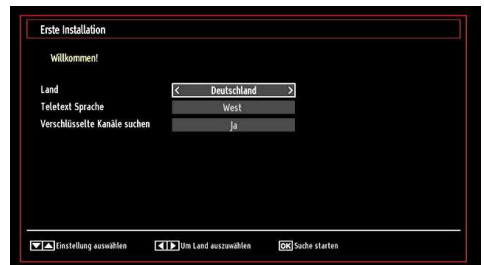 Erste Installation
Willkommen!
Land < Deutschland >
Teletext Sprache West
Verschlüsselte Kanäle suchen Ja
Einstellung auswählen Um Land auszuwählen OK Suche starten